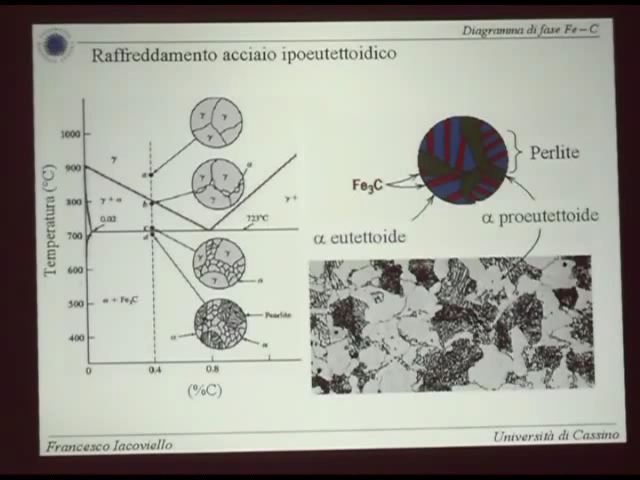 Diagramma di fase Fe – C
Raffreddamento acciaio ipoeutettoidico
Temperatura (°C)
1000
900
800
700
600
500
400
0
0.4
0.8
(%C)
γ
γ + α
0.02
723°C
γ+
α + Fe₃C
a
b
c
d
γ
γ
γ
α
γ
γ
γ
γ
γ
α
Pearlite
α
α
Perlite
Fe₃C
α proeutettoide
α eutettoide
Francesco Iacoviello
Università di Cassino